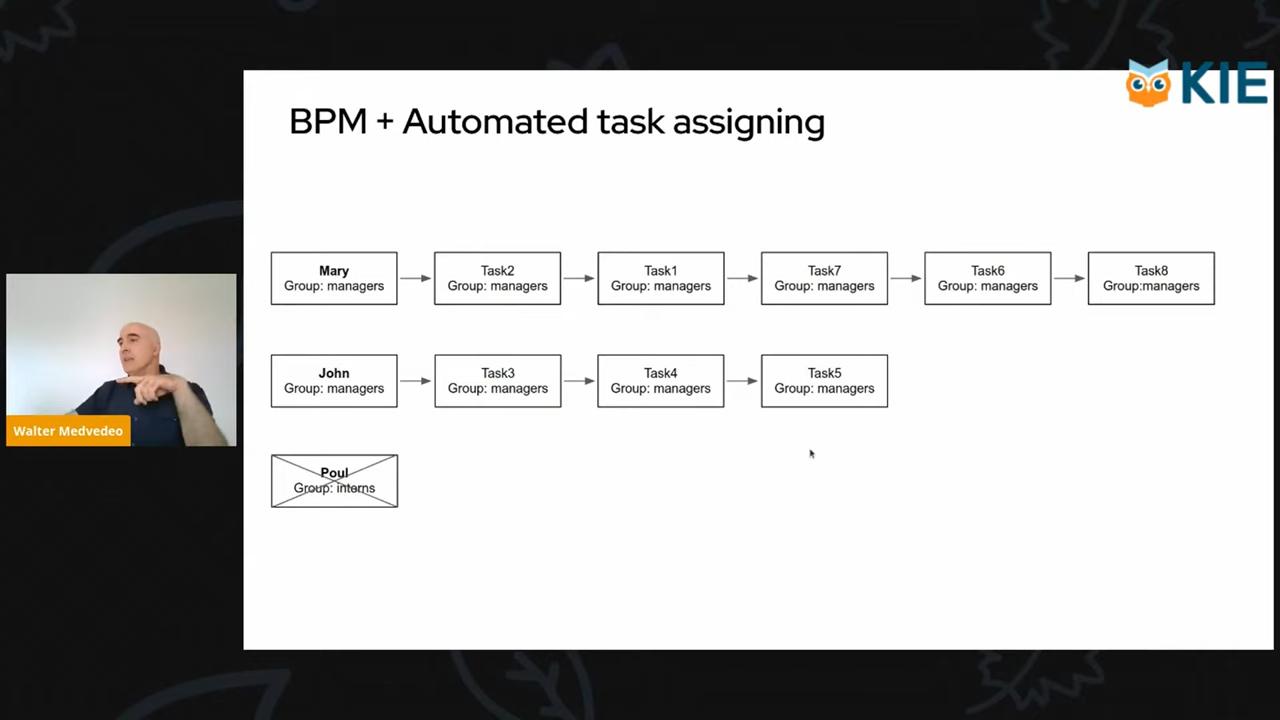 KIE
BPM + Automated task assigning
Mary
Group: managers
Task2
Group: managers
Task1
Group: managers
Task7
Group: managers
Task6
Group: managers
Task8
Group:managers
John
Group: managers
Task3
Group: managers
Task4
Group: managers
Task5
Group: managers
Poul
Group: interns
Walter Medvedeo